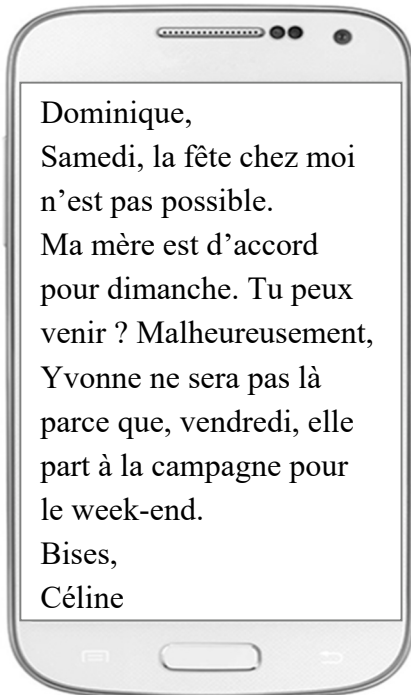 Dominique,
Samedi, la fête chez moi
n’est pas possible.
Ma mère est d’accord
pour dimanche. Tu peux
venir ? Malheureusement,
Yvonne ne sera pas là
parce que, vendredi, elle
part à la campagne pour
le week-end.
Bises,
Céline